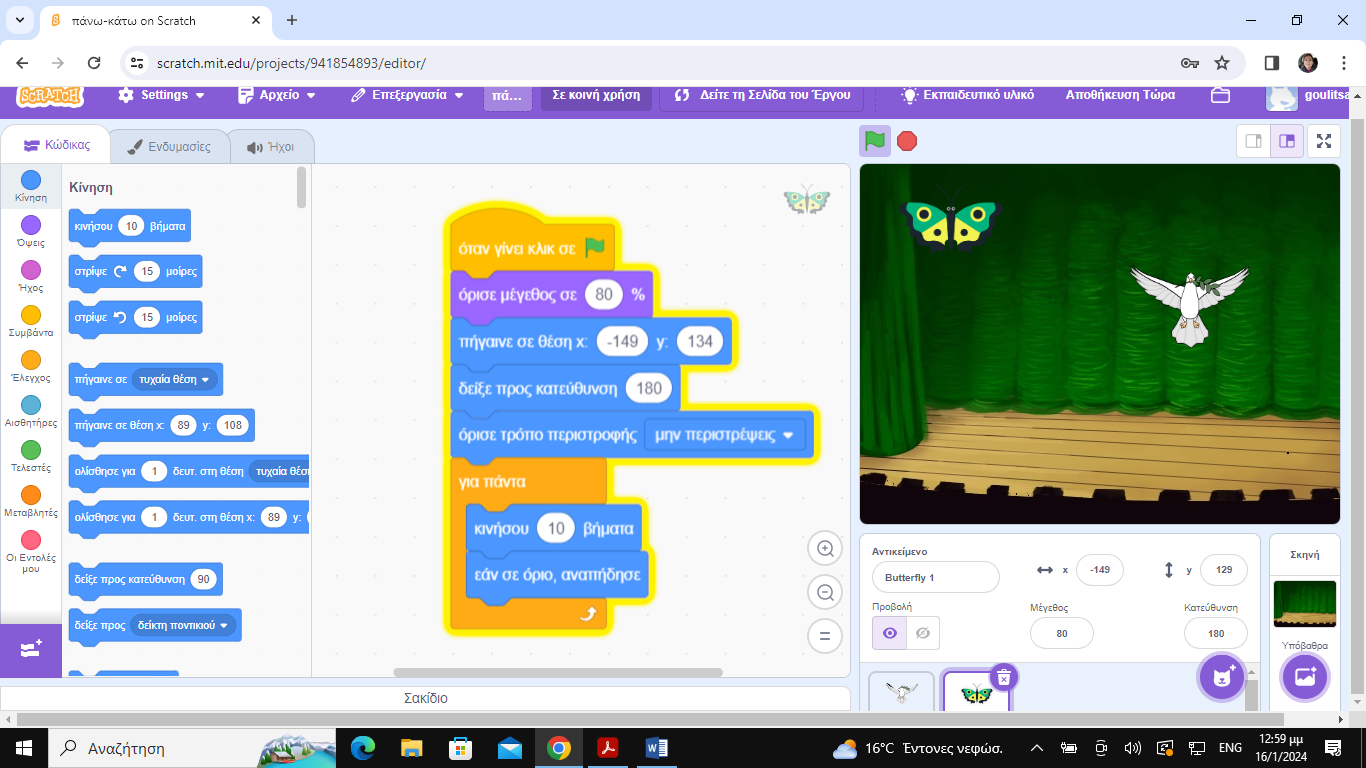 πάνω-κάτω on Scratch
scratch.mit.edu/projects/941854893/editor/
SCRATCH
Settings
Αρχείο
Επεξεργασία
πά...
Σε κοινή χρήση
Δείτε τη Σελίδα του Έργου
Εκπαιδευτικό υλικό
Αποθήκευση Τώρα
goulitsa
Κώδικας
Ενδυμασίες
Ήχοι
Κίνηση
Όψεις
Ήχος
Συμβάντα
Έλεγχος
Αισθητήρες
Τελεστές
Μεταβλητές
Οι Εντολές
μου
Κίνηση
κινήσου 10 βήματα
στρίψε 15 μοίρες
στρίψε 15 μοίρες
πήγαινε σε τυχαία θέση
πήγαινε σε θέση x: 89 y: 108
ολίσθησε για 1 δευτ. στη θέση τυχαία
ολίσθησε για 1 δευτ. στη θέση x: 89 y:
δείξε προς κατεύθυνση 90
δείξε προς δείκτη ποντικιού
όταν γίνει κλικ σε
όρισε μέγεθος σε 80 %
πήγαινε σε θέση x: -149 y: 134
δείξε προς κατεύθυνση 180
όρισε τρόπο περιστροφής μην περιστρέψεις
για πάντα
κινήσου 10 βήματα
εάν σε όριο, αναπήδησε
Σακίδιο
Αντικείμενο
Butterfly 1
x -149
y 129
Προβολή
Μέγεθος
80
Κατεύθυνση
180
Σκηνή
Υπόβαθρα
Αναζήτηση
16°C Έντονες νεφώσ.
ENG
12:59 μμ
16/1/2024